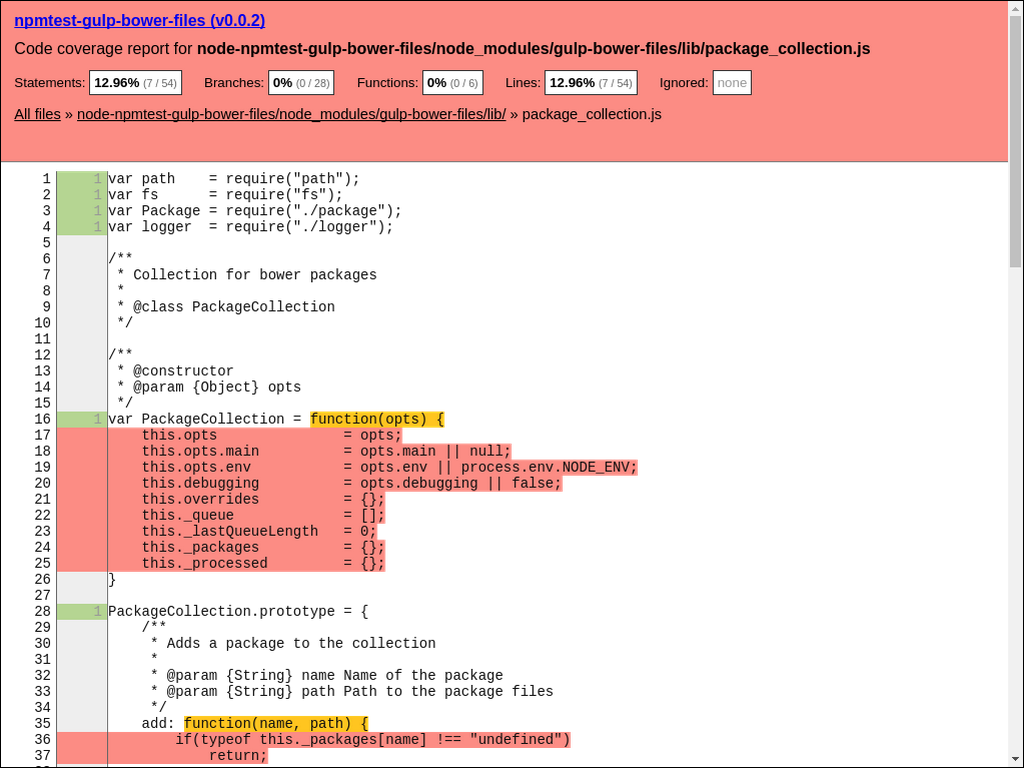 npmtest-gulp-bower-files (v0.0.2)
Code coverage report for node-npmtest-gulp-bower-files/node_modules/gulp-bower-files/lib/package_collection.js
Statements: 12.96% (7 / 54) Branches: 0% (0 / 28) Functions: 0% (0 / 6) Lines: 12.96% (7 / 54) Ignored: none
All files » node-npmtest-gulp-bower-files/node_modules/gulp-bower-files/lib/ » package_collection.js
1 1 var path    = require("path");
2 1 var fs      = require("fs");
3 1 var Package = require("./package");
4 1 var logger  = require("./logger");
5
6 /**
7  * Collection for bower packages
8  *
9  * @class PackageCollection
10  */
11
12 /**
13  * @constructor
14  * @param {Object} opts
15  */
16 1 var PackageCollection = function(opts) {
17     this.opts               = opts;
18     this.opts.main          = opts.main || null;
19     this.opts.env           = opts.env || process.env.NODE_ENV;
20     this.debugging          = opts.debugging || false;
21     this.overrides          = {};
22     this._queue             = [];
23     this._lastQueueLength   = 0;
24     this._packages          = {};
25     this._processed         = {};
26 }
27
28 1 PackageCollection.prototype = {
29     /**
30      * Adds a package to the collection
31      *
32      * @param {String} name Name of the package
33      * @param {String} path Path to the package files
34      */
35     add: function(name, path) {
36         if(typeof this._packages[name] !== "undefined")
37             return;